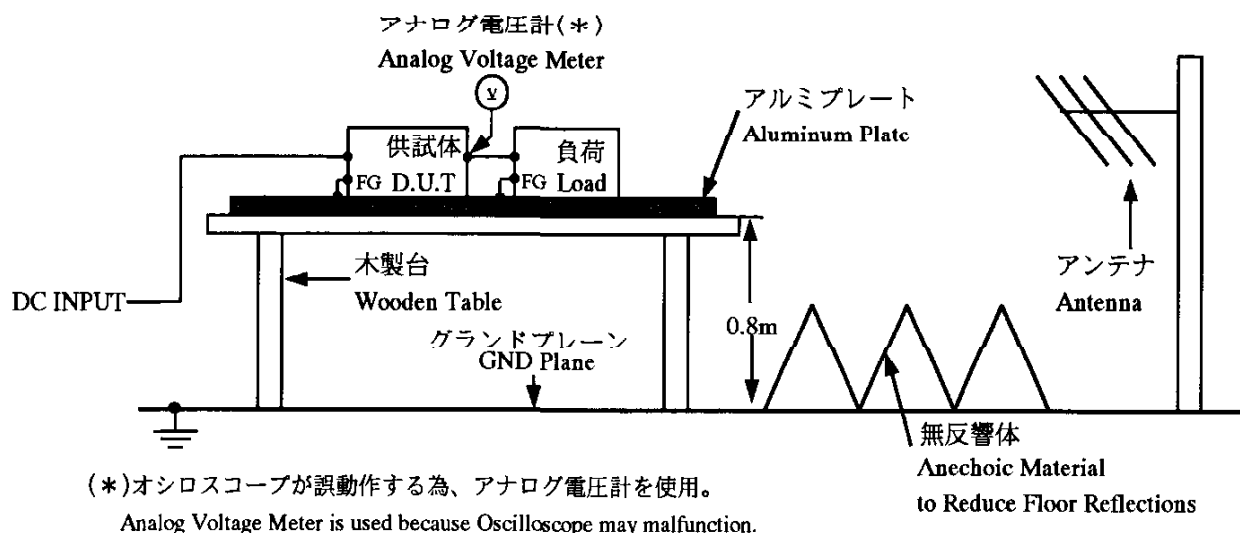 アナログ電圧計(＊)
Analog Voltage Meter
V
アルミプレート
Aluminum Plate
供試体
負荷
FG D.U.T
FG Load
木製台
Wooden Table
DC INPUT
グランドプレーン
GND Plane
0.8m
アンテナ
Antenna
無反響体
Anechoic Material
to Reduce Floor Reflections
(＊)オシロスコープが誤動作する為、アナログ電圧計を使用。
Analog Voltage Meter is used because Oscilloscope may malfunction.